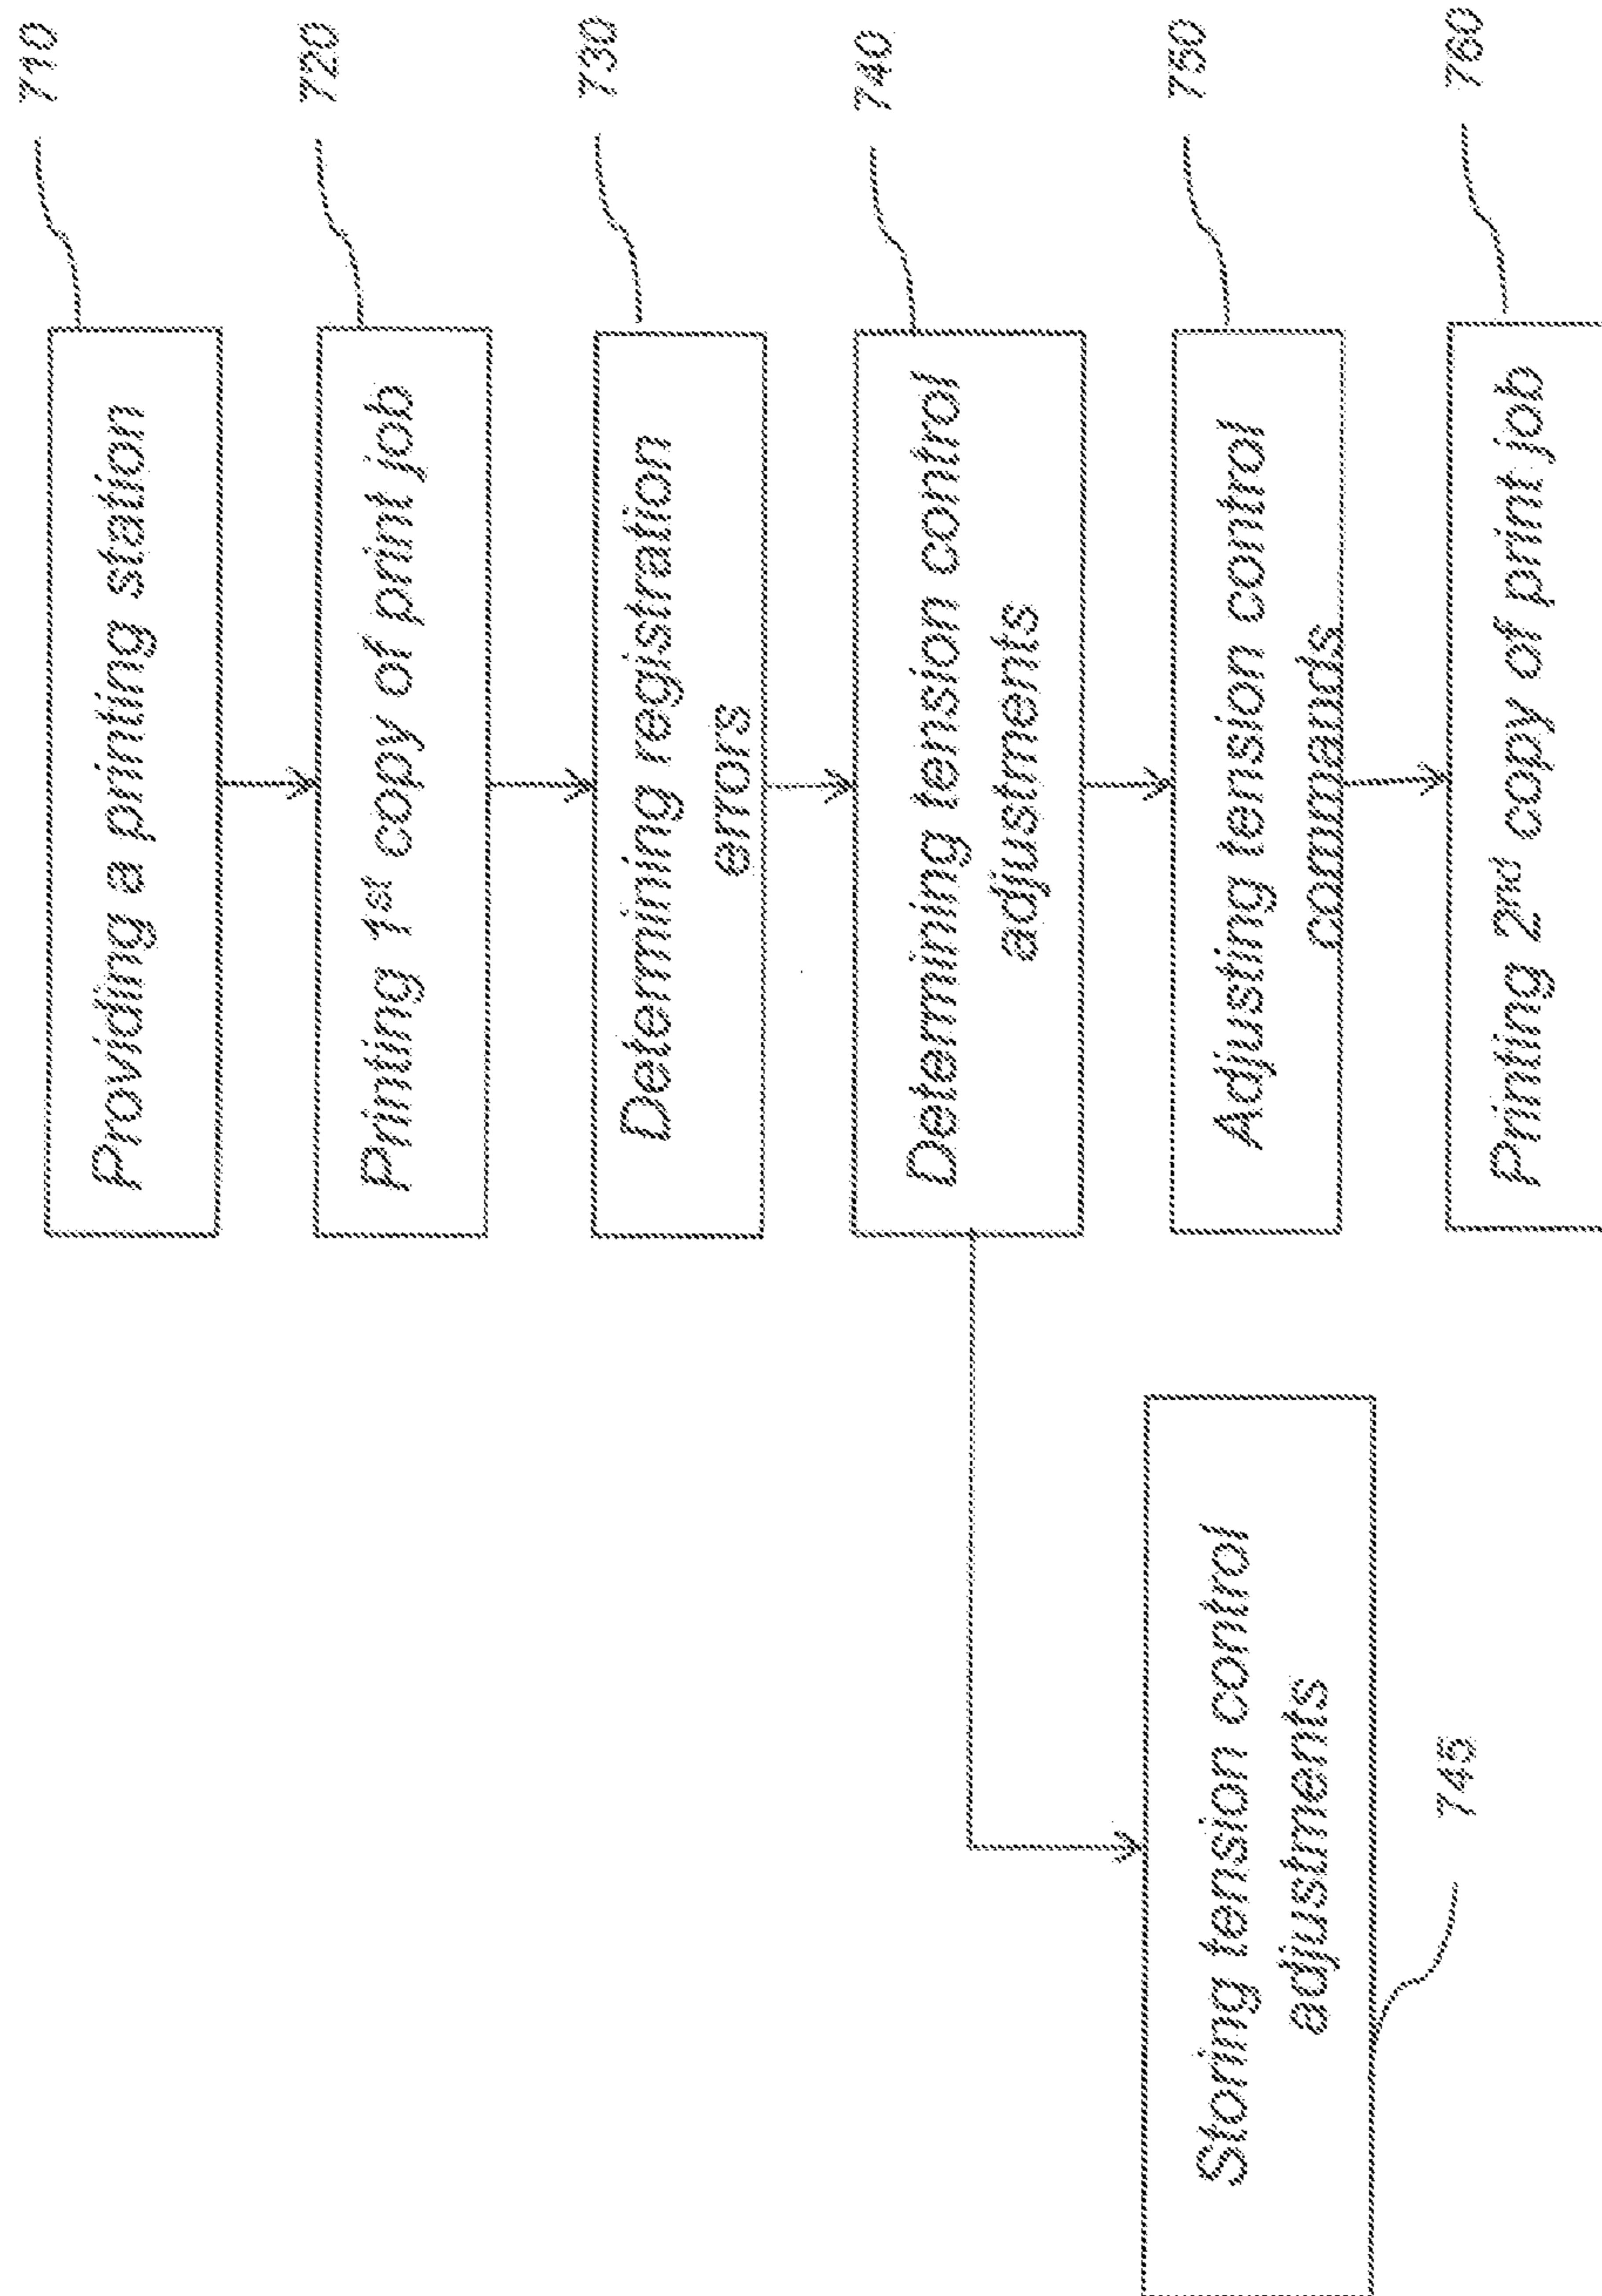 710
Providing a printing station
720
Printing 1st copy of print job
730
Determining registration
errors
740
Determining tension control
adjustments
750
Adjusting tension control
commands
760
Printing 2nd copy of print job
Storing tension control
adjustments
745